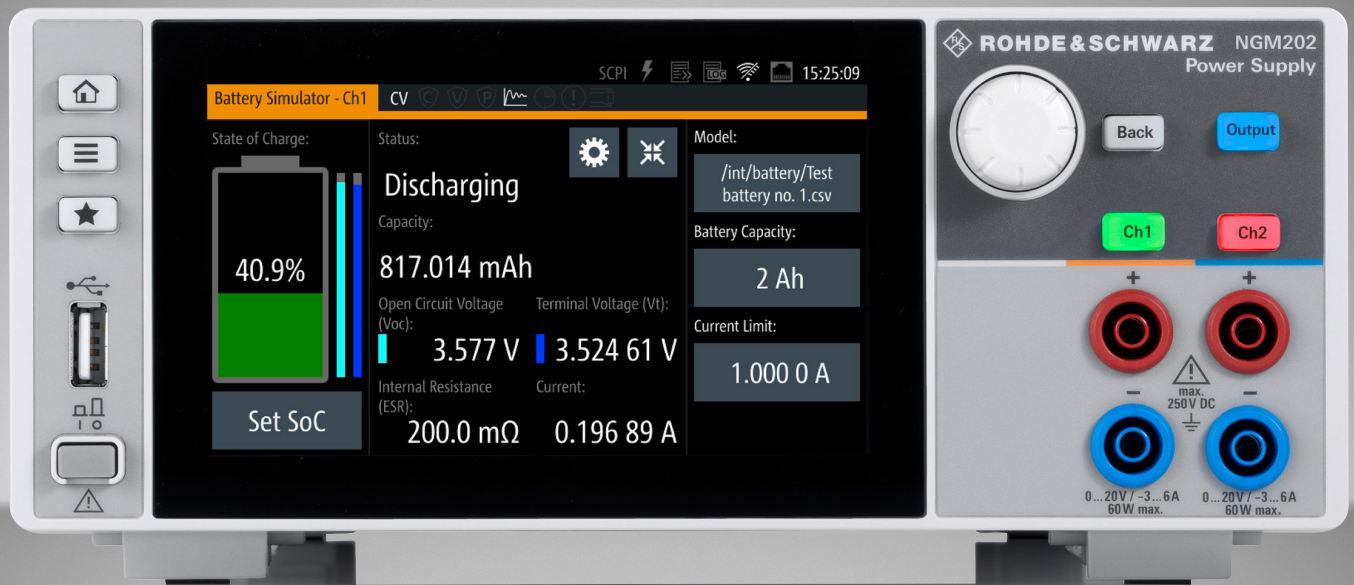 ROHDE & SCHWARZ NGM202
Power Supply
SCPI LOG 15:25:09
Battery Simulator - Ch1 CV C V P
State of Charge:
40.9%
Set SoC
Status:
Discharging
Capacity:
817.014 mAh
Open Circuit Voltage
(Voc):
3.577 V
Terminal Voltage (Vt):
3.524 61 V
Internal Resistance
(ESR):
200.0 mΩ
Current:
0.196 89 A
Model:
/int/battery/Test
battery no. 1.csv
Battery Capacity:
2 Ah
Current Limit:
1.000 0 A
Back Output
Ch1 Ch2
+ +
max.
250V DC
- -
0...20V / -3...6A 0...20V / -3...6A
60W max. 60W max.